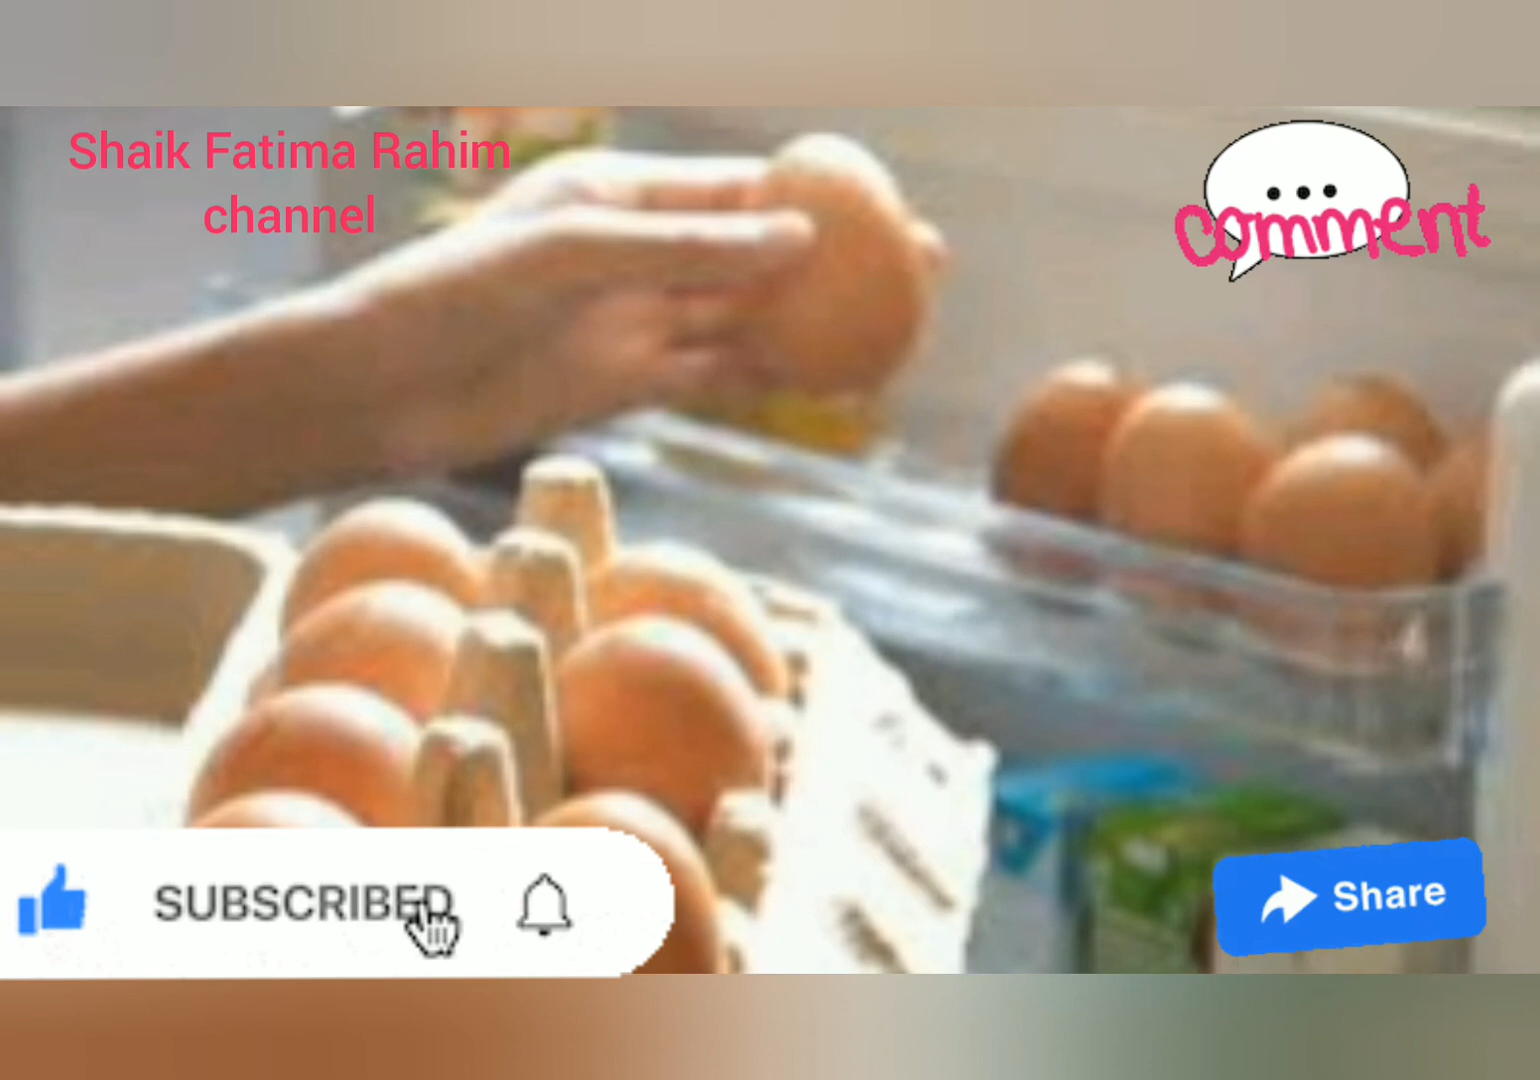 Shaik Fatima Rahim
channel
comment
SUBSCRIBED
Share